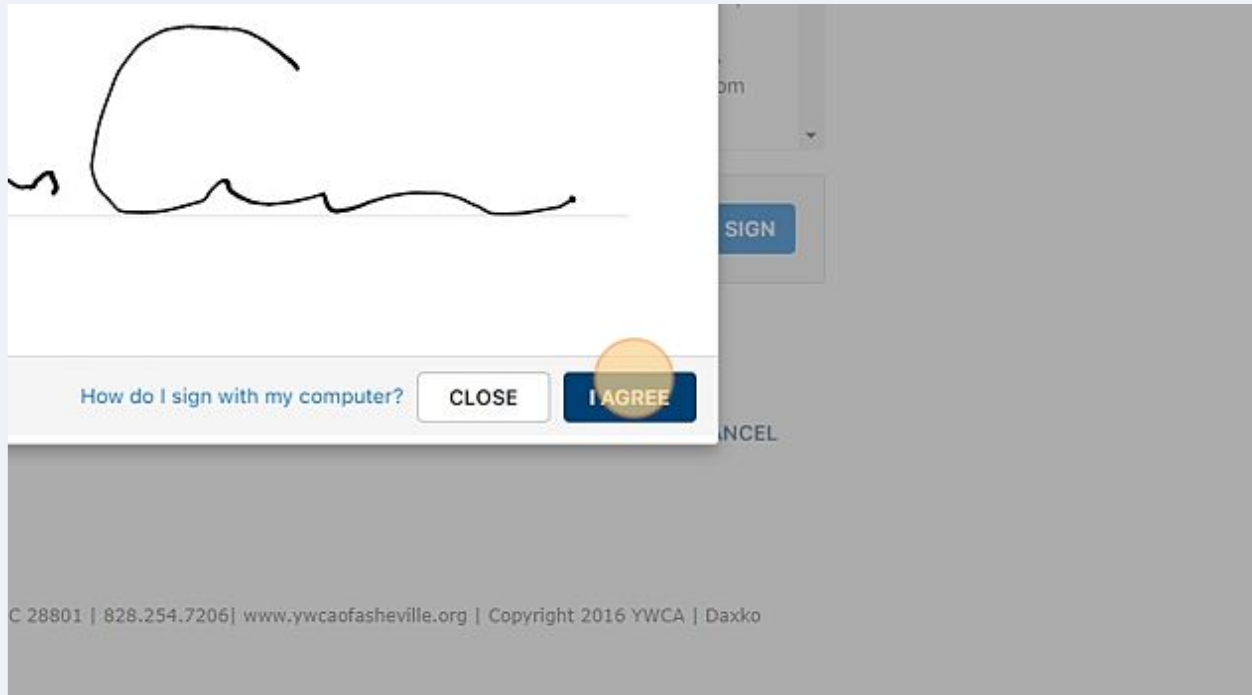 om
SIGN
How do I sign with my computer? CLOSE I AGREE
NCEL
C 28801 | 828.254.7206| www.ywcaofasheville.org | Copyright 2016 YWCA | Daxko